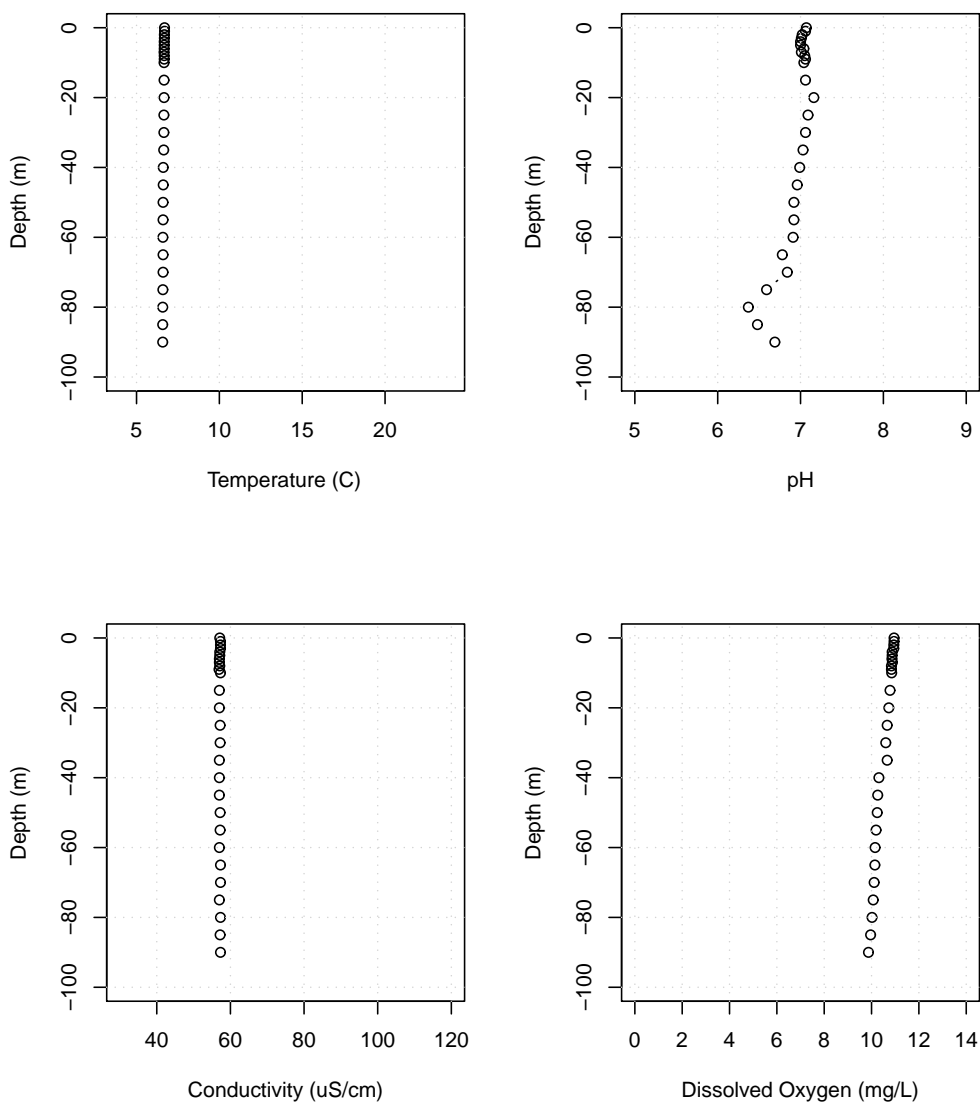 0
−20
−40
−60
−80
−100
Depth (m)
5 10 15 20
Temperature (C)
0
−20
−40
−60
−80
−100
Depth (m)
5 6 7 8 9
pH
0
−20
−40
−60
−80
−100
Depth (m)
40 60 80 100 120
Conductivity (uS/cm)
0
−20
−40
−60
−80
−100
Depth (m)
0 2 4 6 8 10 12 14
Dissolved Oxygen (mg/L)